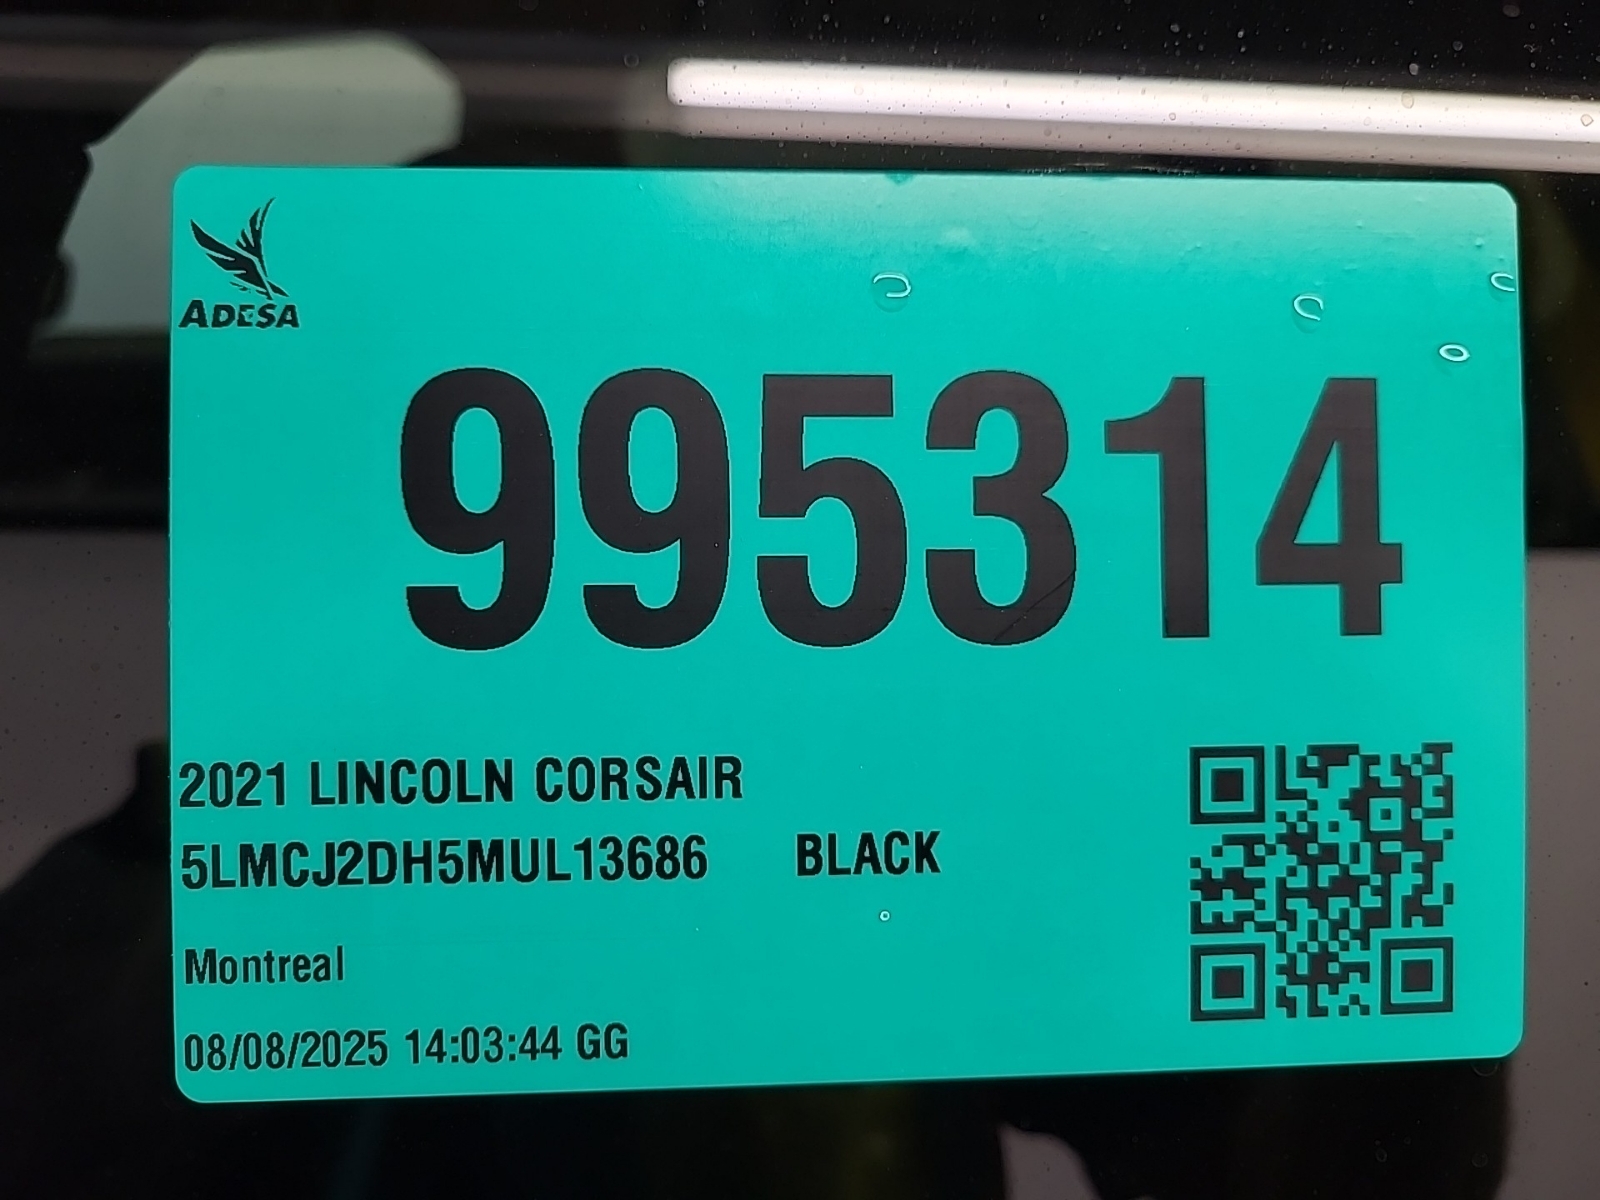 ADESA
995314
2021 LINCOLN CORSAIR
5LMCJ2DH5MUL13686 BLACK
Montreal
08/08/2025 14:03:44 GG